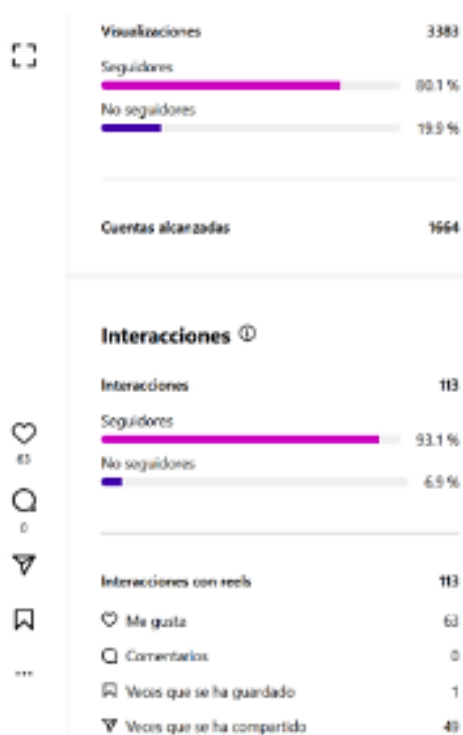 Visualizaciones 3383
Seguidores
80.1 %
No seguidores
19.9 %
Cuentas alcanzadas 1664
Interacciones
Interacciones 113
Seguidores
93.1 %
No seguidores
6.9 %
Interacciones con reels 113
Me gusta 63
Comentarios 0
Veces que se ha guardado 1
Veces que se ha compartido 49
63
0